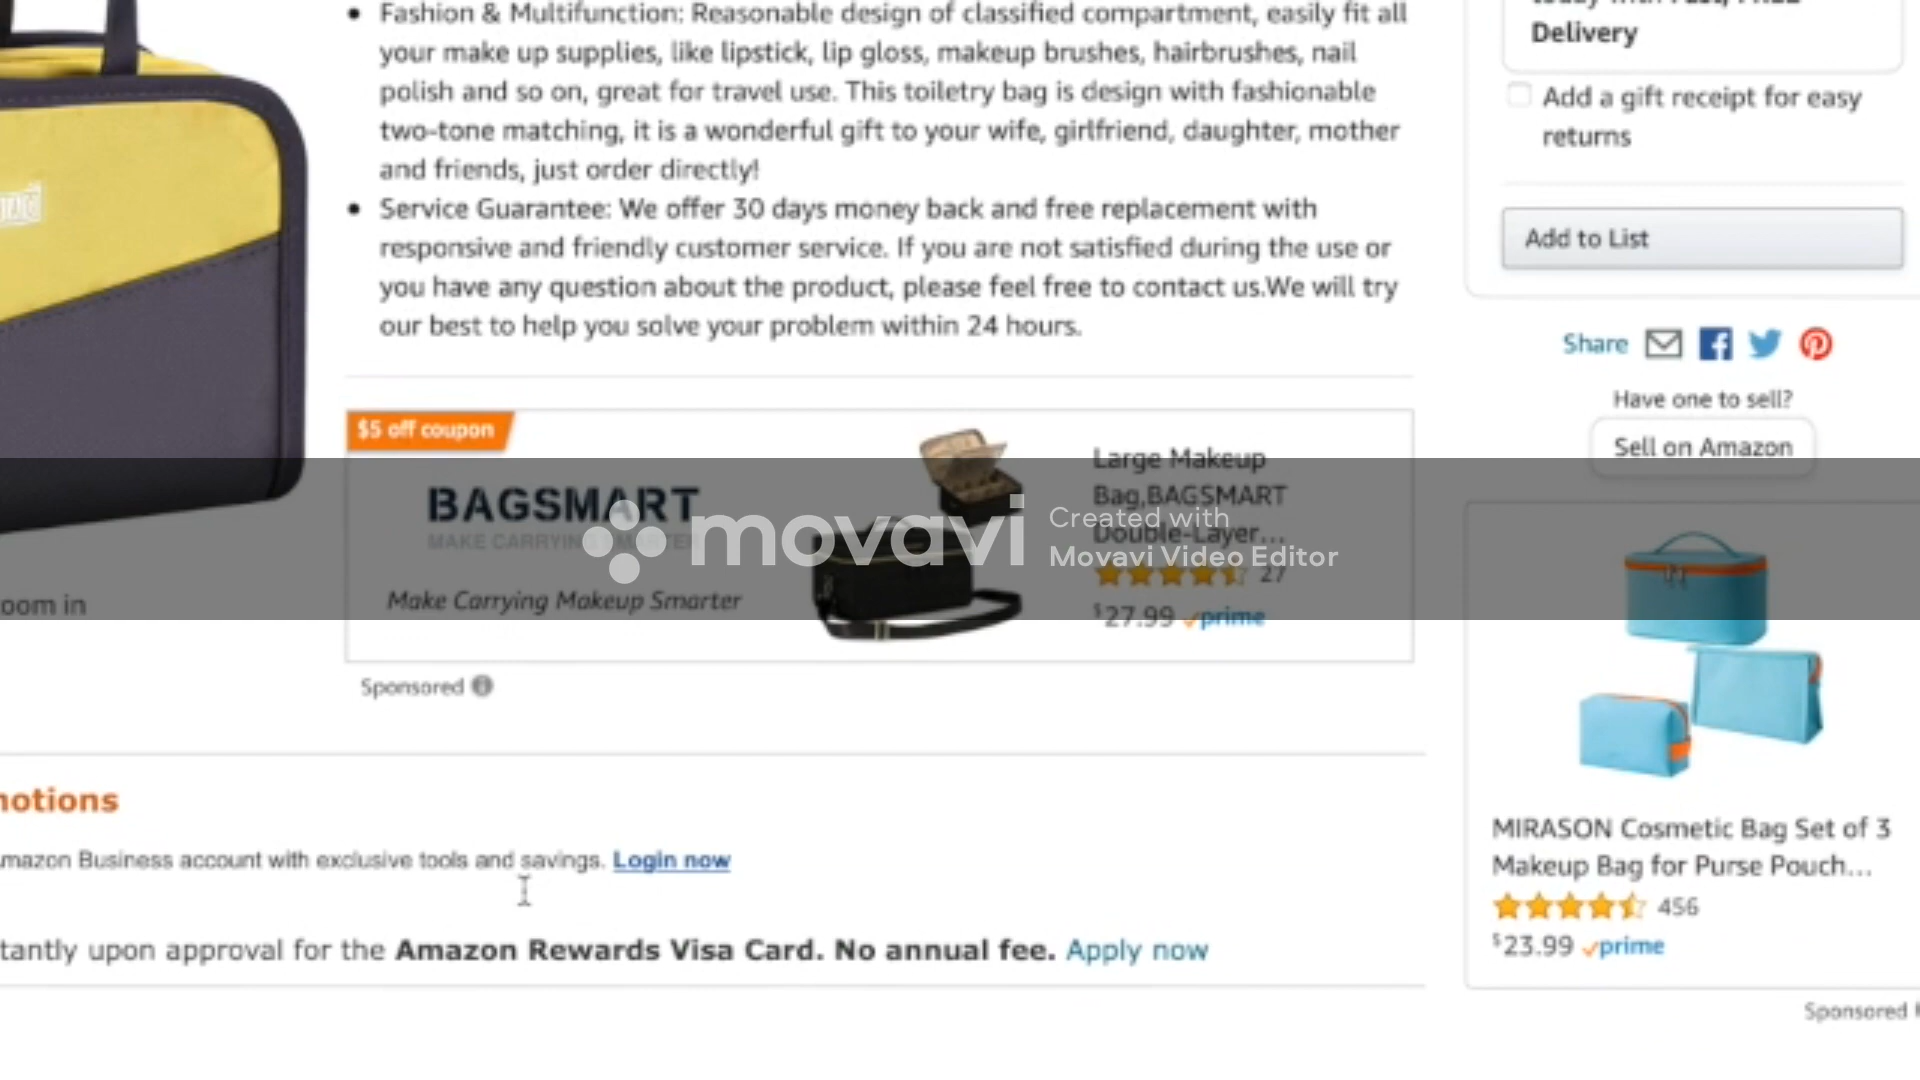 Fashion & Multifunction: Reasonable design of classified compartment, easily fit all
your make up supplies, like lipstick, lip gloss, makeup brushes, hairbrushes, nail
polish and so on, great for travel use. This toiletry bag is design with fashionable
two-tone matching, it is a wonderful gift to your wife, girlfriend, daughter, mother
and friends, just order directly!
Service Guarantee: We offer 30 days money back and free replacement with
responsive and friendly customer service. If you are not satisfied during the use or
you have any question about the product, please feel free to contact us.We will try
our best to help you solve your problem within 24 hours.
$5 off coupon
BAGSMART
MAKE CARRYING SMARTER
Make Carrying Makeup Smarter
Large Makeup
Bag,BAGSMART
Double-Layer...
27
$27.99 prime
movavi
Created with
Movavi Video Editor
oom in
Sponsored
notions
mazon Business account with exclusive tools and savings. Login now
tantly upon approval for the Amazon Rewards Visa Card. No annual fee. Apply now
Delivery
Add a gift receipt for easy
returns
Add to List
Share
Have one to sell?
Sell on Amazon
MIRASON Cosmetic Bag Set of 3
Makeup Bag for Purse Pouch...
456
$23.99 prime
Sponsored